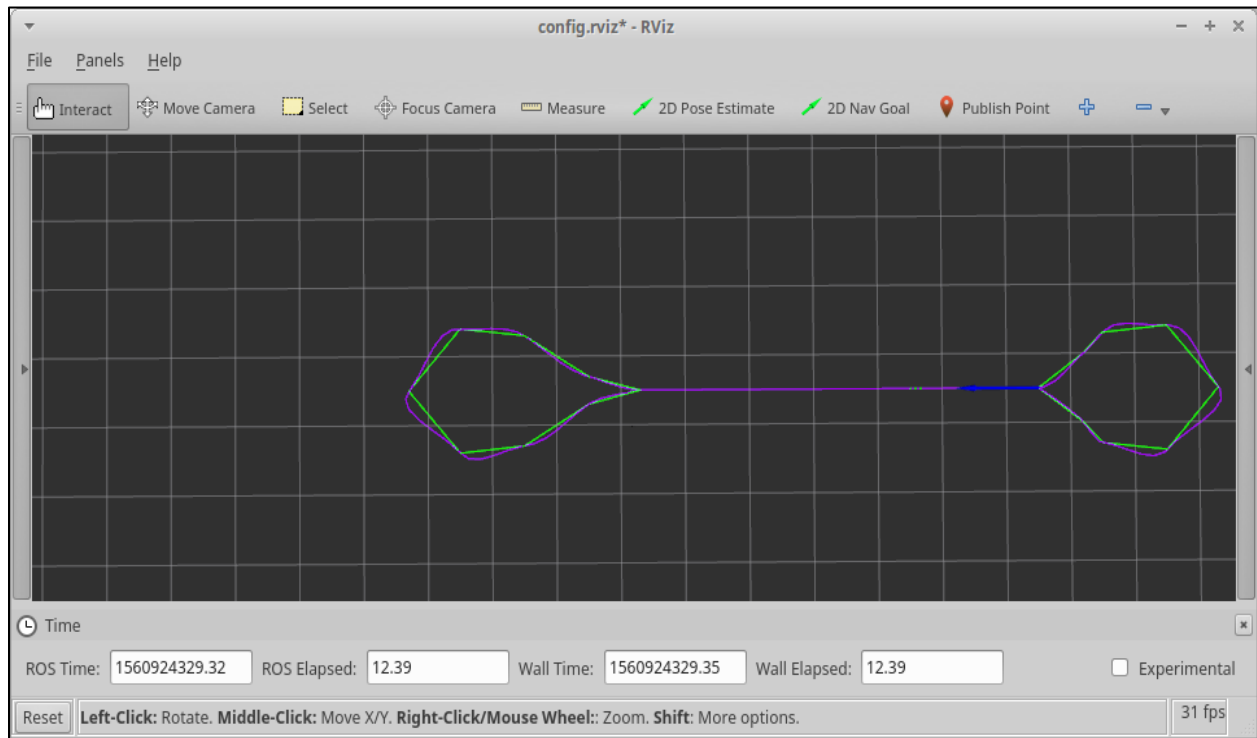 config.rviz* - RViz
File Panels Help
Interact Move Camera Select Focus Camera Measure 2D Pose Estimate 2D Nav Goal Publish Point
Time
ROS Time: 1560924329.32 ROS Elapsed: 12.39 Wall Time: 1560924329.35 Wall Elapsed: 12.39 Experimental
Reset Left-Click: Rotate. Middle-Click: Move X/Y. Right-Click/Mouse Wheel:: Zoom. Shift: More options. 31 fps